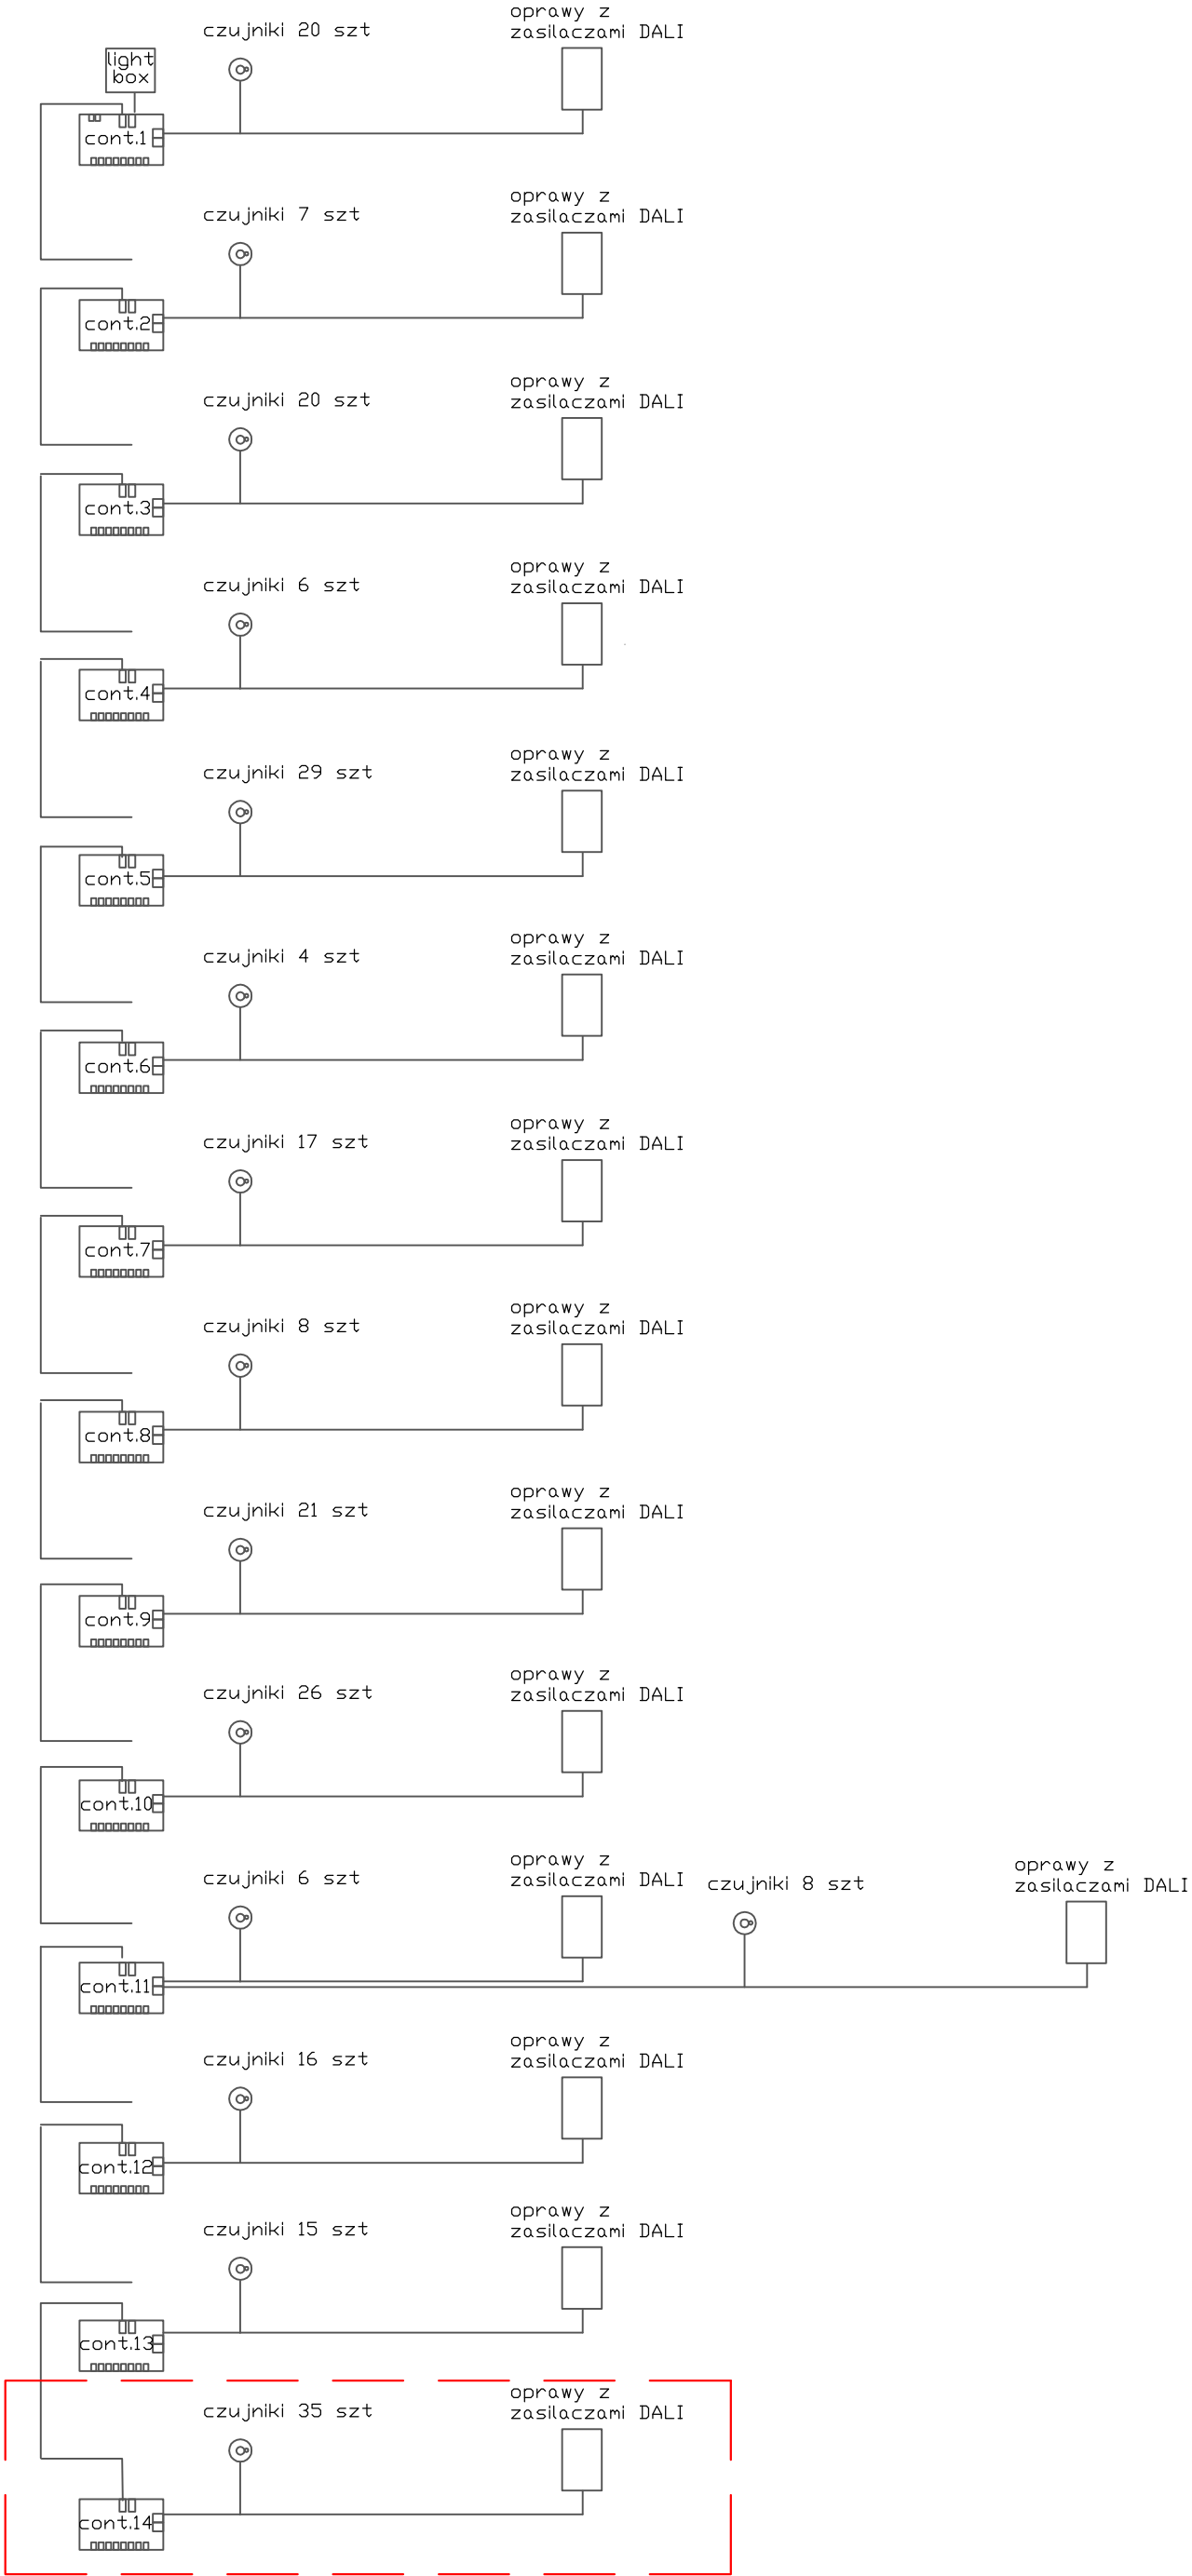 czujniki 20 szt
oprawy z
zasilaczami DALI
light
box
cont.1
czujniki 7 szt
oprawy z
zasilaczami DALI
cont.2
czujniki 20 szt
oprawy z
zasilaczami DALI
cont.3
czujniki 6 szt
oprawy z
zasilaczami DALI
cont.4
czujniki 29 szt
oprawy z
zasilaczami DALI
cont.5
czujniki 4 szt
oprawy z
zasilaczami DALI
cont.6
czujniki 17 szt
oprawy z
zasilaczami DALI
cont.7
czujniki 8 szt
oprawy z
zasilaczami DALI
cont.8
czujniki 21 szt
oprawy z
zasilaczami DALI
cont.9
czujniki 26 szt
oprawy z
zasilaczami DALI
cont.10
czujniki 6 szt
oprawy z
zasilaczami DALI
czujniki 8 szt
oprawy z
zasilaczami DALI
cont.11
czujniki 16 szt
oprawy z
zasilaczami DALI
cont.12
czujniki 15 szt
oprawy z
zasilaczami DALI
cont.13
czujniki 35 szt
oprawy z
zasilaczami DALI
cont.14